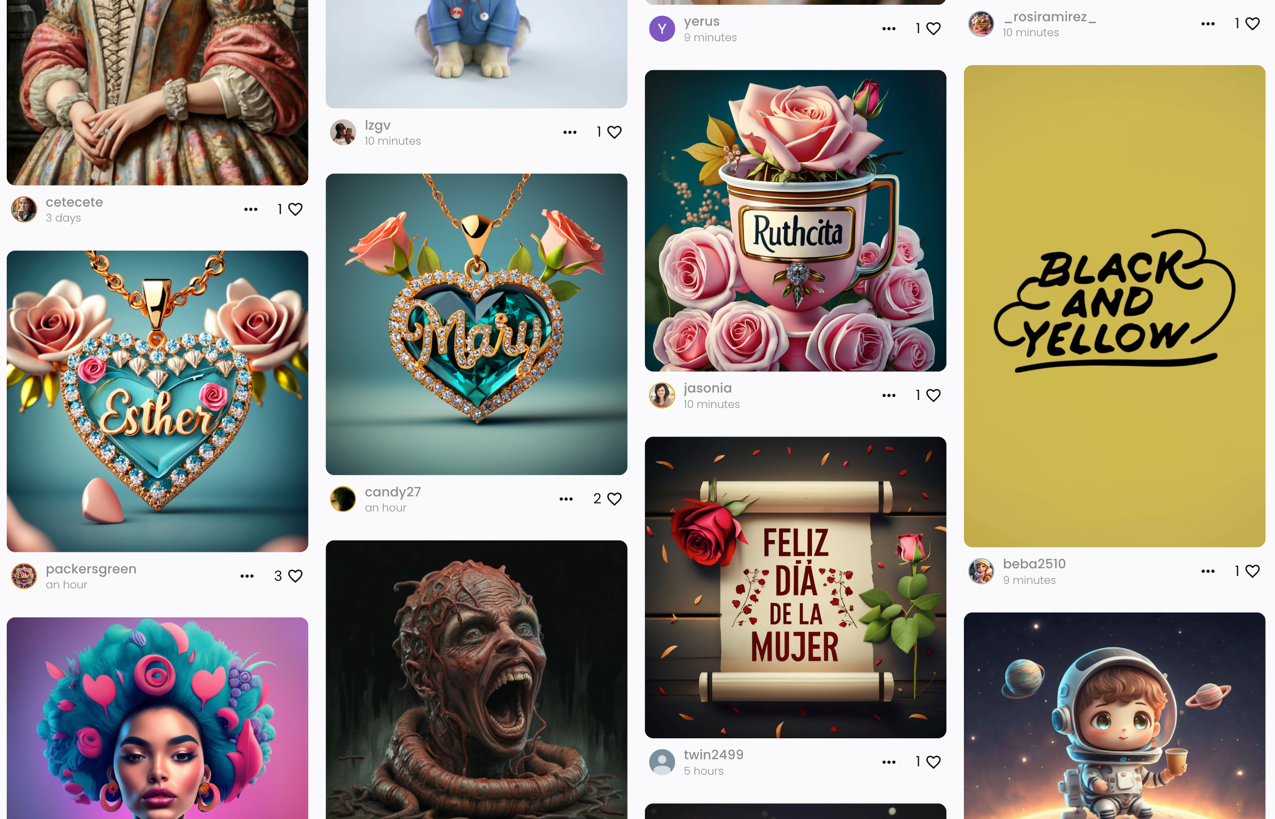 cetecete
3 days
1
Esther
packersgreen
an hour
3
lzgv
10 minutes
1
Mary
candy27
an hour
2
Y
yerus
9 minutes
1
Ruthcita
jasonia
10 minutes
1
FELIZ
DÍA
DE LA
MUJER
twin2499
5 hours
1
_rosiramirez_
10 minutes
1
BLACK
AND
YELLOW
beba2510
9 minutes
1